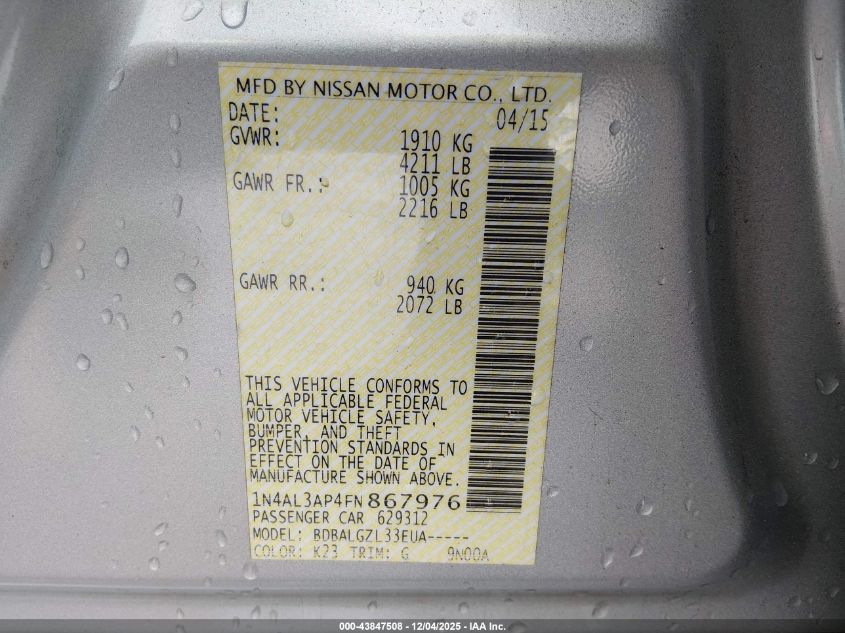 MFD BY NISSAN MOTOR CO., LTD.
DATE: 04/15
GVWR: 1910 KG
4211 LB
GAWR FR.: 1005 KG
2216 LB
GAWR RR.: 940 KG
2072 LB
THIS VEHICLE CONFORMS TO
ALL APPLICABLE FEDERAL
MOTOR VEHICLE SAFETY,
BUMPER, AND THEFT
PREVENTION STANDARDS IN
EFFECT ON THE DATE OF
MANUFACTURE SHOWN ABOVE.
1N4AL3AP4FN867976
PASSENGER CAR 629312
MODEL: BDBALGZL33EUA-----
COLOR: K23 TRIM: G 9N00A
000-43847508 - 12/04/2025 - IAA Inc.